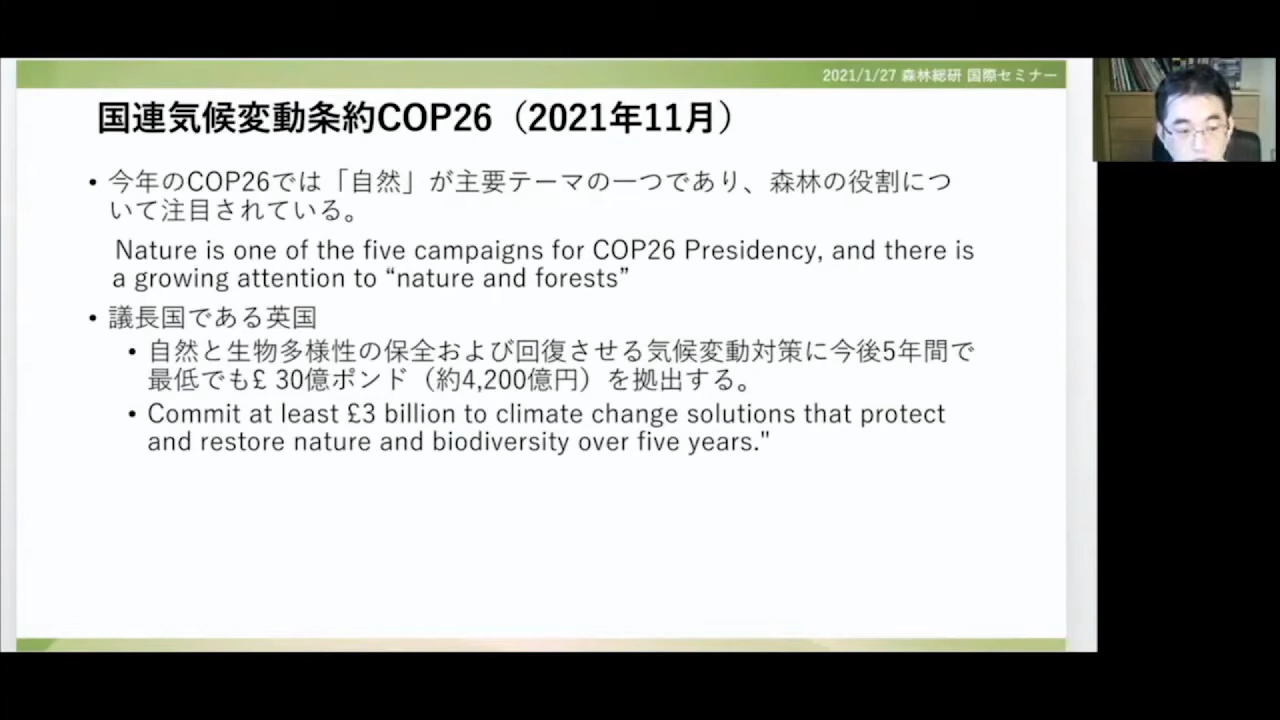 2021/1/27 森林総研 国際セミナー
国連気候変動条約COP26（2021年11月）
• 今年のCOP26では「自然」が主要テーマの一つであり、森林の役割につ
いて注目されている。
Nature is one of the five campaigns for COP26 Presidency, and there is
a growing attention to “nature and forests”
• 議長国である英国
• 自然と生物多様性の保全および回復させる気候変動対策に今後5年間で
最低でも£ 30億ポンド（約4,200億円）を拠出する。
• Commit at least £3 billion to climate change solutions that protect
and restore nature and biodiversity over five years."